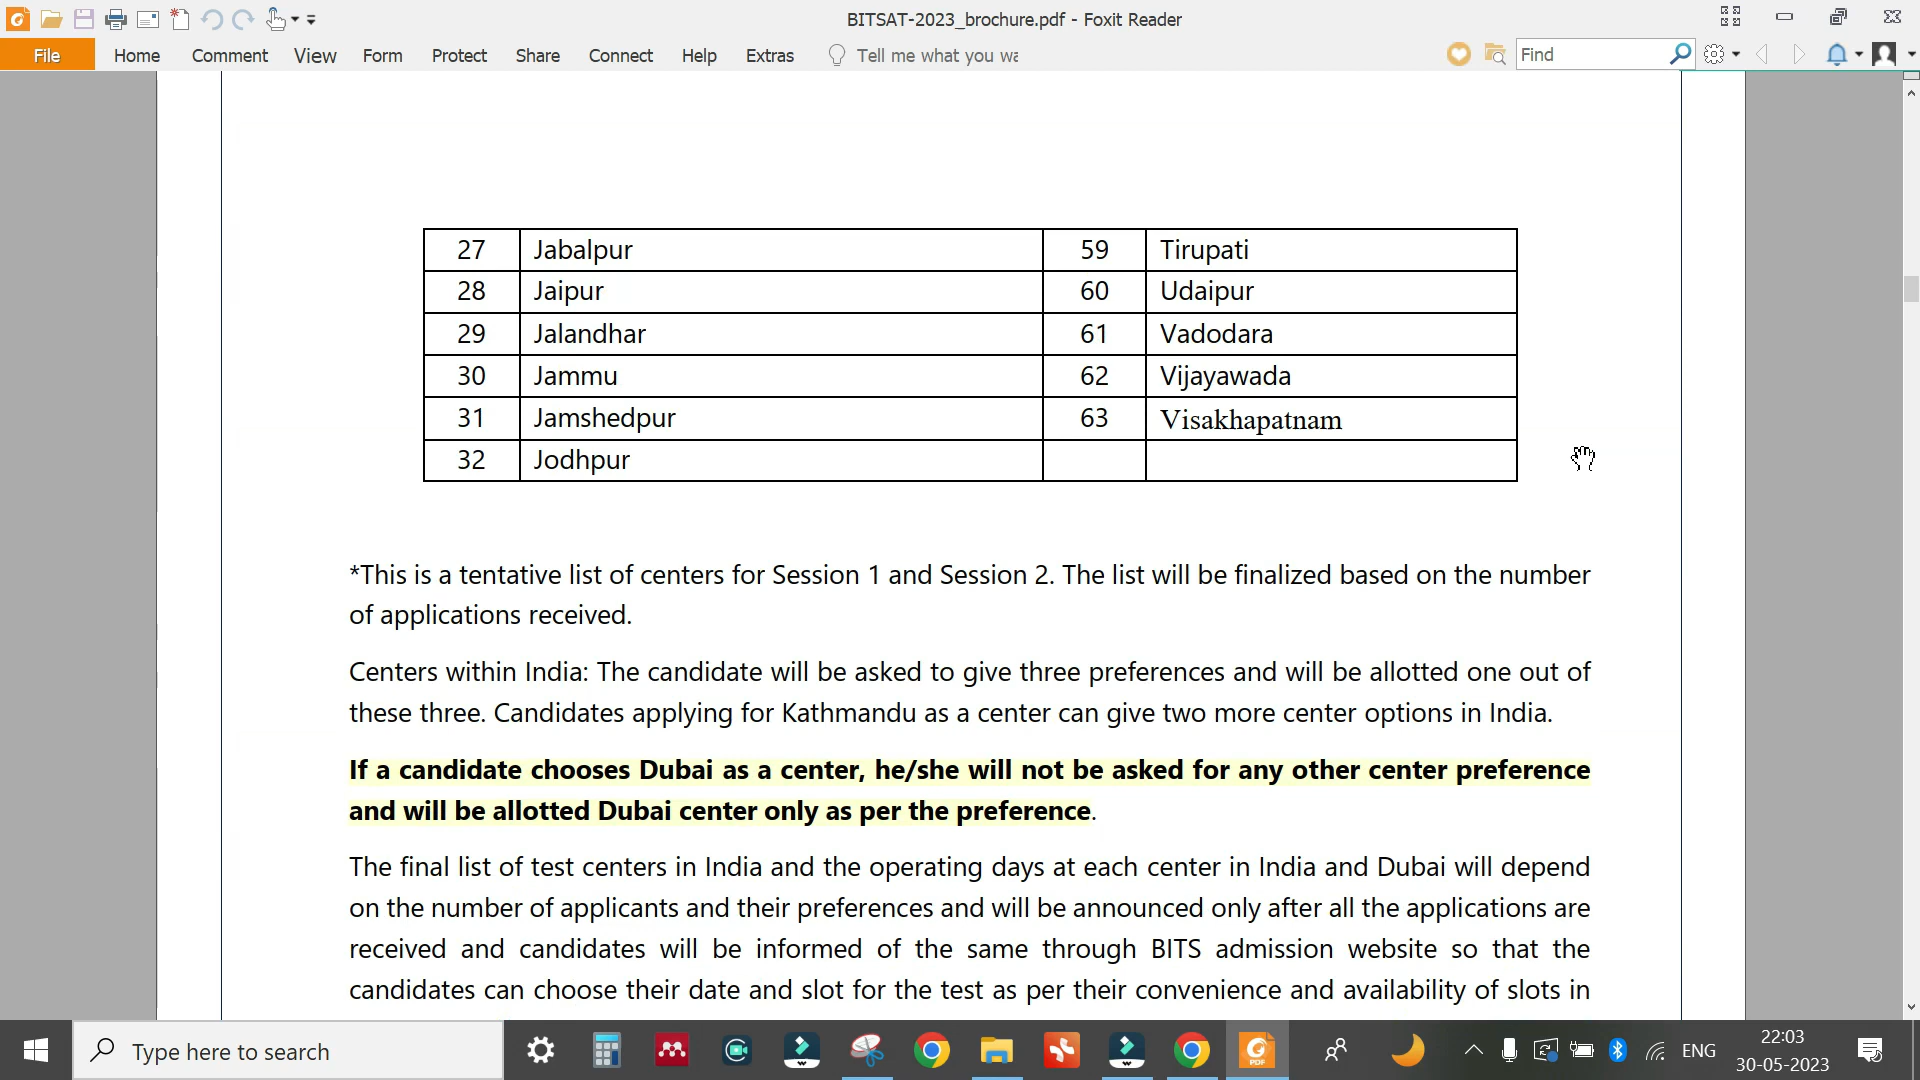 BITSAT-2023_brochure.pdf - Foxit Reader
File Home Comment View Form Protect Share Connect Help Extras Tell me what you wa Find
27 Jabalpur 59 Tirupati
28 Jaipur 60 Udaipur
29 Jalandhar 61 Vadodara
30 Jammu 62 Vijayawada
31 Jamshedpur 63 Visakhapatnam
32 Jodhpur
*This is a tentative list of centers for Session 1 and Session 2. The list will be finalized based on the number
of applications received.
Centers within India: The candidate will be asked to give three preferences and will be allotted one out of
these three. Candidates applying for Kathmandu as a center can give two more center options in India.
If a candidate chooses Dubai as a center, he/she will not be asked for any other center preference
and will be allotted Dubai center only as per the preference.
The final list of test centers in India and the operating days at each center in India and Dubai will depend
on the number of applicants and their preferences and will be announced only after all the applications are
received and candidates will be informed of the same through BITS admission website so that the
candidates can choose their date and slot for the test as per their convenience and availability of slots in
Type here to search
PDF
ENG
22:03
30-05-2023